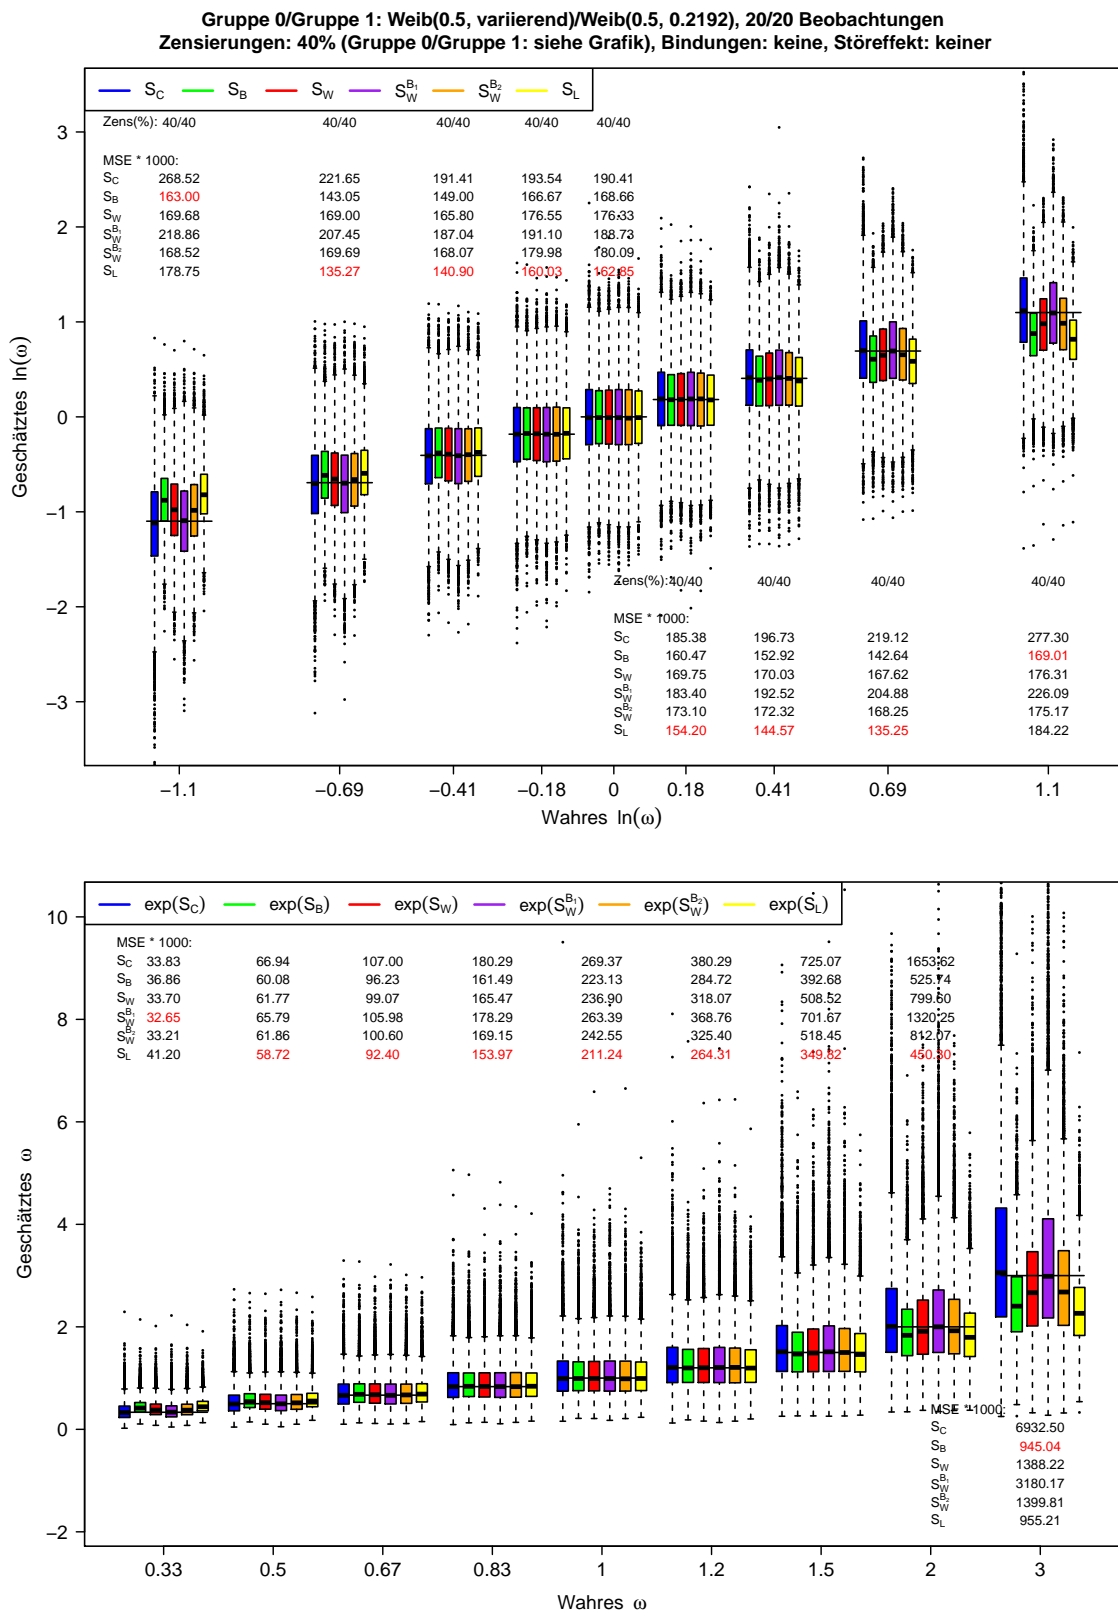 Gruppe 0/Gruppe 1: Weib(0.5, variierend)/Weib(0.5, 0.2192), 20/20 Beobachtungen
Zensierungen: 40% (Gruppe 0/Gruppe 1: siehe Grafik), Bindungen: keine, Störeffekt: keiner
S_C S_B S_W S_W^B₁ S_W^B₂ S_L
Zens(%): 40/40 40/40 40/40 40/40 40/40
MSE * 1000:
S_C 268.52 221.65 191.41 193.54 190.41
S_B 163.00 143.05 149.00 166.67 168.66
S_W 169.68 169.00 165.80 176.55 176.33
S_W^B₁ 218.86 207.45 187.04 191.10 188.73
S_W^B₂ 168.52 169.69 168.07 179.98 180.09
S_L 178.75 135.27 140.90 160.03 162.85
Zens(%): 40/40 40/40 40/40 40/40
MSE * 1000:
S_C 185.38 196.73 219.12 277.30
S_B 160.47 152.92 142.64 169.01
S_W 169.75 170.03 167.62 176.31
S_W^B₁ 183.40 192.52 204.88 226.09
S_W^B₂ 173.10 172.32 168.25 175.17
S_L 154.20 144.57 135.25 184.22
3
2
1
0
−1
−2
−3
Geschätztes ln(ω)
−1.1 −0.69 −0.41 −0.18 0 0.18 0.41 0.69 1.1
Wahres ln(ω)
exp(S_C) exp(S_B) exp(S_W) exp(S_W^B₁) exp(S_W^B₂) exp(S_L)
MSE * 1000:
S_C 33.83 66.94 107.00 180.29 269.37 380.29 725.07 1653.62
S_B 36.86 60.08 96.23 161.49 223.13 284.72 392.68 525.74
S_W 33.70 61.77 99.07 165.47 236.90 318.07 508.52 799.60
S_W^B₁ 32.65 65.79 105.98 178.29 263.39 368.76 701.67 1320.25
S_W^B₂ 33.21 61.86 100.60 169.15 242.55 325.40 518.45 812.07
S_L 41.20 58.72 92.40 153.97 211.24 264.31 349.82 450.30
MSE * 1000:
S_C 6932.50
S_B 945.04
S_W 1388.22
S_W^B₁ 3180.17
S_W^B₂ 1399.81
S_L 955.21
10
8
6
4
2
0
−2
Geschätztes ω
0.33 0.5 0.67 0.83 1 1.2 1.5 2 3
Wahres ω